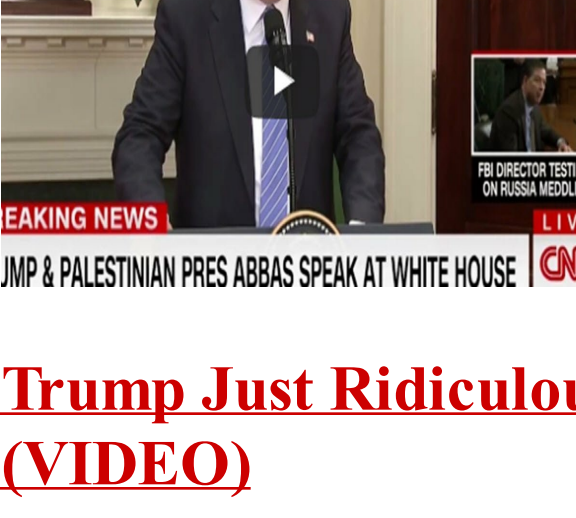 FBI DIRECTOR TESTI
ON RUSSIA MEDDL
REAKING NEWS
LIV
UMP & PALESTINIAN PRES ABBAS SPEAK AT WHITE HOUSE
CN
Trump Just Ridiculou
(VIDEO)